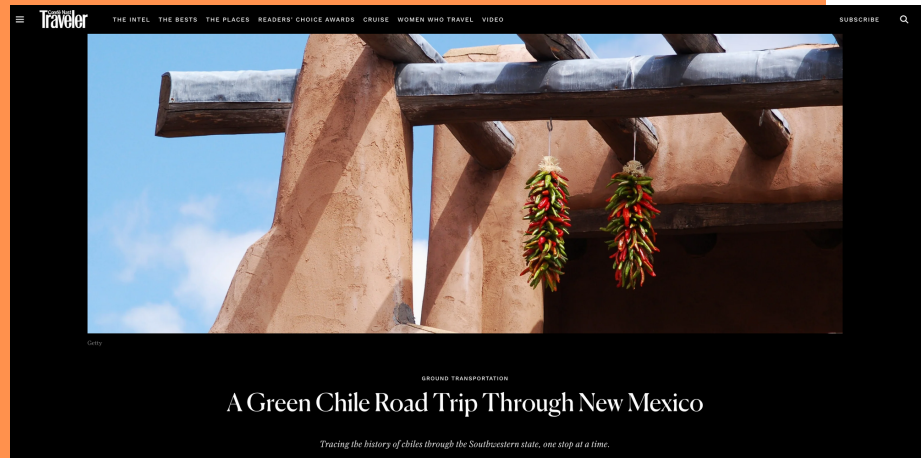 Condé Nast
Traveler
THE INTEL THE BESTS THE PLACES READERS' CHOICE AWARDS CRUISE WOMEN WHO TRAVEL VIDEO SUBSCRIBE
Getty
GROUND TRANSPORTATION
A Green Chile Road Trip Through New Mexico
Tracing the history of chiles through the Southwestern state, one stop at a time.